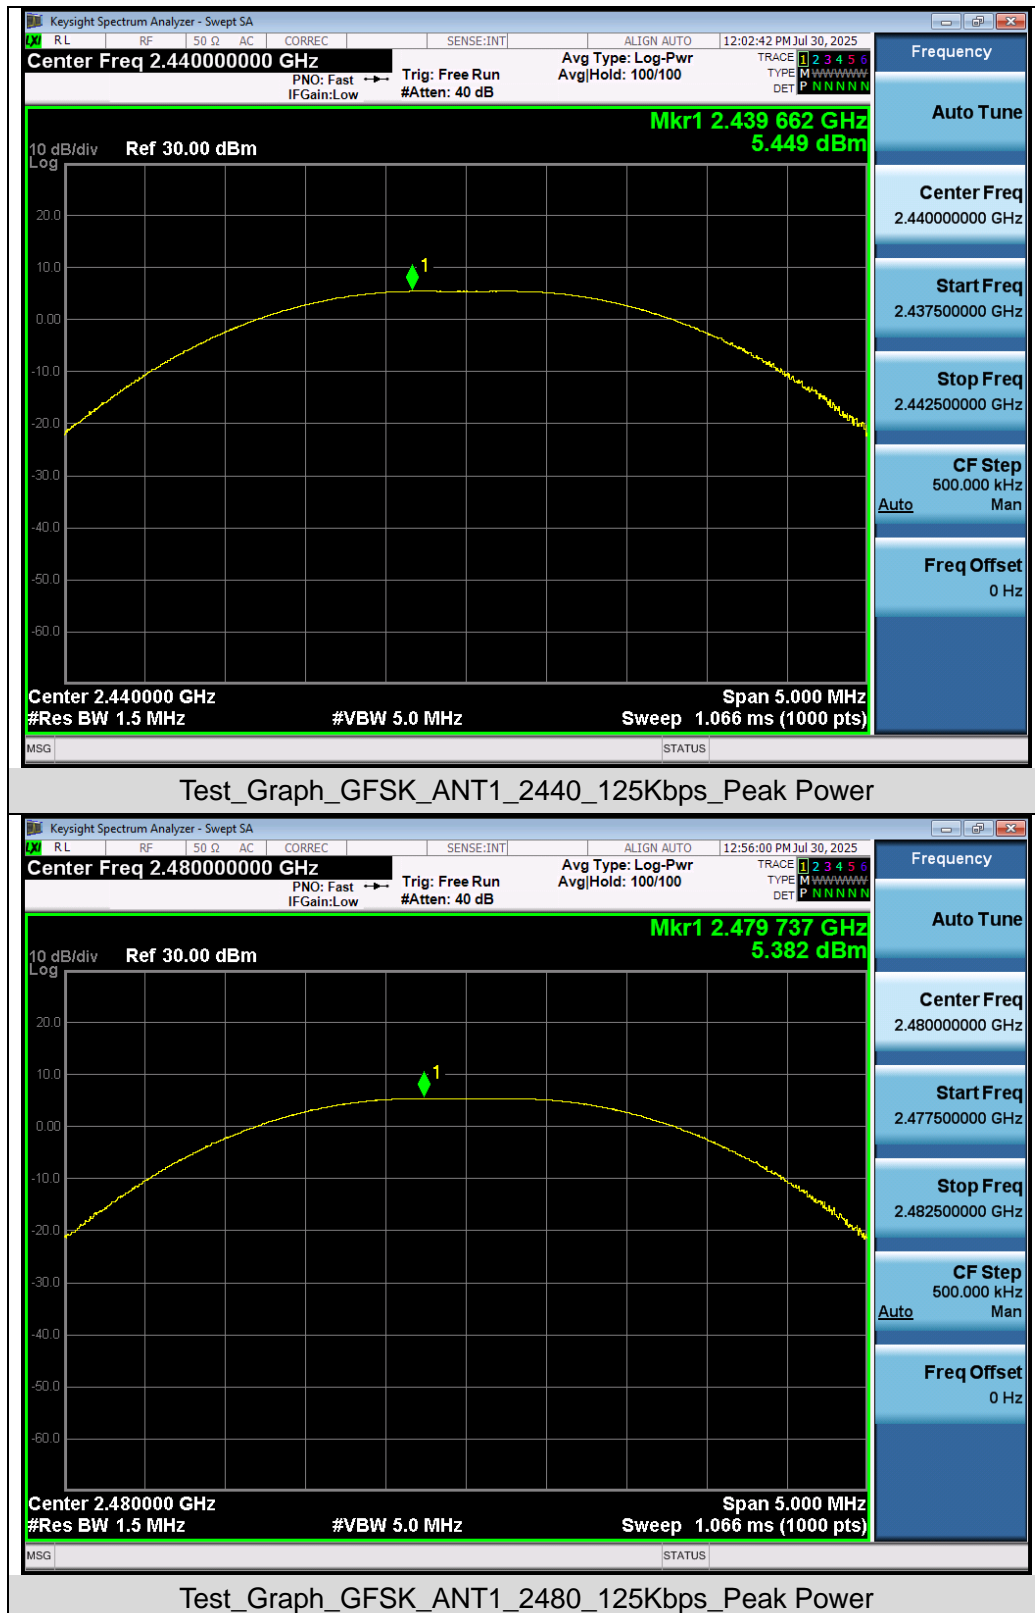 Keysight Spectrum Analyzer - Swept SA
LXI RL RF 50 Ω AC CORREC SENSE:INT ALIGN AUTO 12:02:42 PM Jul 30, 2025
Center Freq 2.440000000 GHz
PNO: Fast
IFGain:Low
Trig: Free Run
#Atten: 40 dB
Avg Type: Log-Pwr
Avg|Hold: 100/100
TRACE 1 2 3 4 5 6
TYPE M W W W W W
DET P N N N N N
Mkr1 2.439 662 GHz
5.449 dBm
10 dB/div Ref 30.00 dBm
Log
20.0
10.0
1
0.00
-10.0
-20.0
-30.0
-40.0
-50.0
-60.0
Center 2.440000 GHz Span 5.000 MHz
#Res BW 1.5 MHz #VBW 5.0 MHz Sweep 1.066 ms (1000 pts)
MSG STATUS
Frequency
Auto Tune
Center Freq
2.440000000 GHz
Start Freq
2.437500000 GHz
Stop Freq
2.442500000 GHz
CF Step
500.000 kHz
Auto Man
Freq Offset
0 Hz
Test_Graph_GFSK_ANT1_2440_125Kbps_Peak Power
Keysight Spectrum Analyzer - Swept SA
LXI RL RF 50 Ω AC CORREC SENSE:INT ALIGN AUTO 12:56:00 PM Jul 30, 2025
Center Freq 2.480000000 GHz
PNO: Fast
IFGain:Low
Trig: Free Run
#Atten: 40 dB
Avg Type: Log-Pwr
Avg|Hold: 100/100
TRACE 1 2 3 4 5 6
TYPE M W W W W W
DET P N N N N N
Mkr1 2.479 737 GHz
5.382 dBm
10 dB/div Ref 30.00 dBm
Log
20.0
10.0
1
0.00
-10.0
-20.0
-30.0
-40.0
-50.0
-60.0
Center 2.480000 GHz Span 5.000 MHz
#Res BW 1.5 MHz #VBW 5.0 MHz Sweep 1.066 ms (1000 pts)
MSG STATUS
Frequency
Auto Tune
Center Freq
2.480000000 GHz
Start Freq
2.477500000 GHz
Stop Freq
2.482500000 GHz
CF Step
500.000 kHz
Auto Man
Freq Offset
0 Hz
Test_Graph_GFSK_ANT1_2480_125Kbps_Peak Power